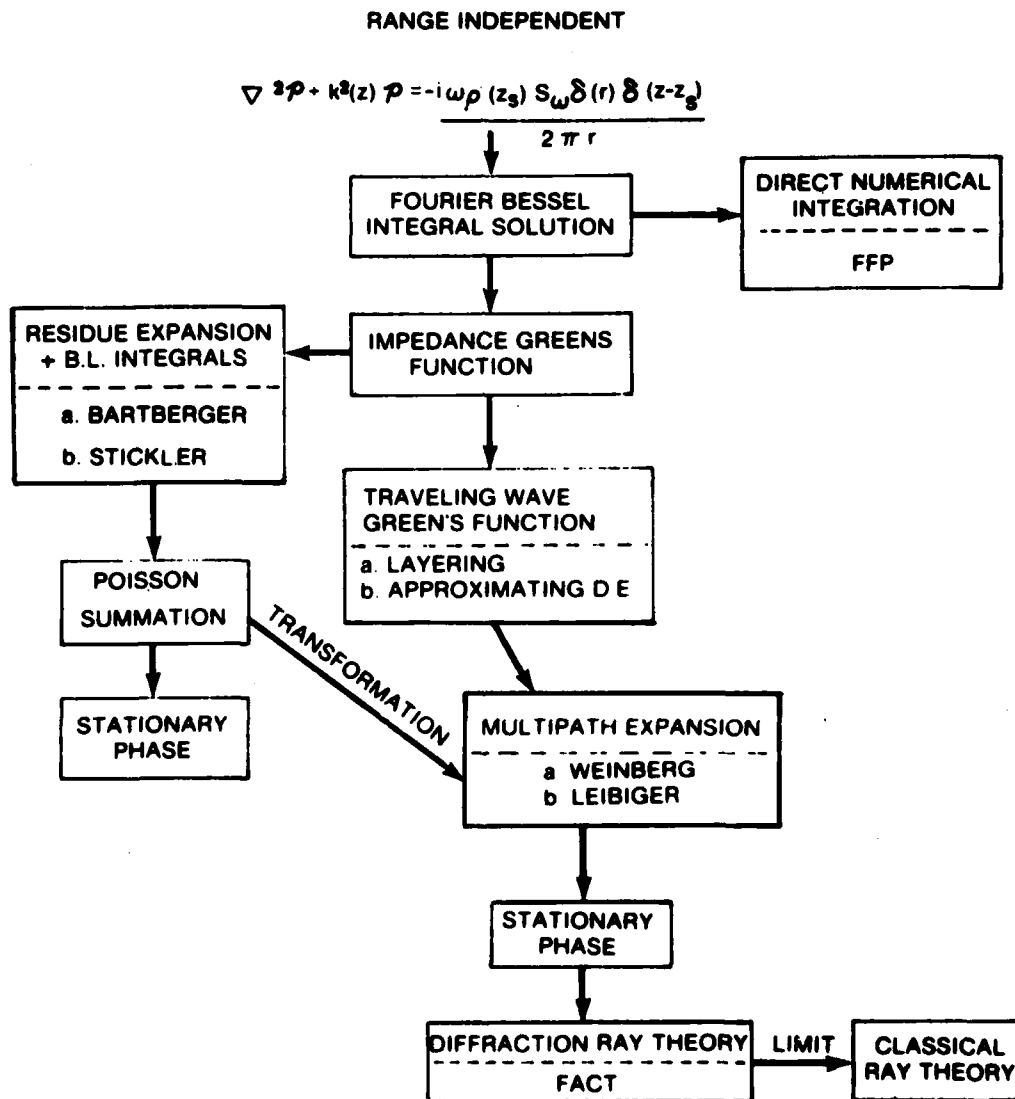 RANGE INDEPENDENT
∇ ²p + k²(z) p = -i ωρ (z_s) S_ω δ(r) δ (z-z_s)
2 π r
FOURIER BESSEL
INTEGRAL SOLUTION
DIRECT NUMERICAL
INTEGRATION
FFP
RESIDUE EXPANSION
+ B.L. INTEGRALS
a. BARTBERGER
b. STICKLER
IMPEDANCE GREENS
FUNCTION
TRAVELING WAVE
GREEN'S FUNCTION
a. LAYERING
b. APPROXIMATING D E
POISSON
SUMMATION
TRANSFORMATION
STATIONARY
PHASE
MULTIPATH EXPANSION
a WEINBERG
b LEIBIGER
STATIONARY
PHASE
DIFFRACTION RAY THEORY
FACT
LIMIT
CLASSICAL
RAY THEORY